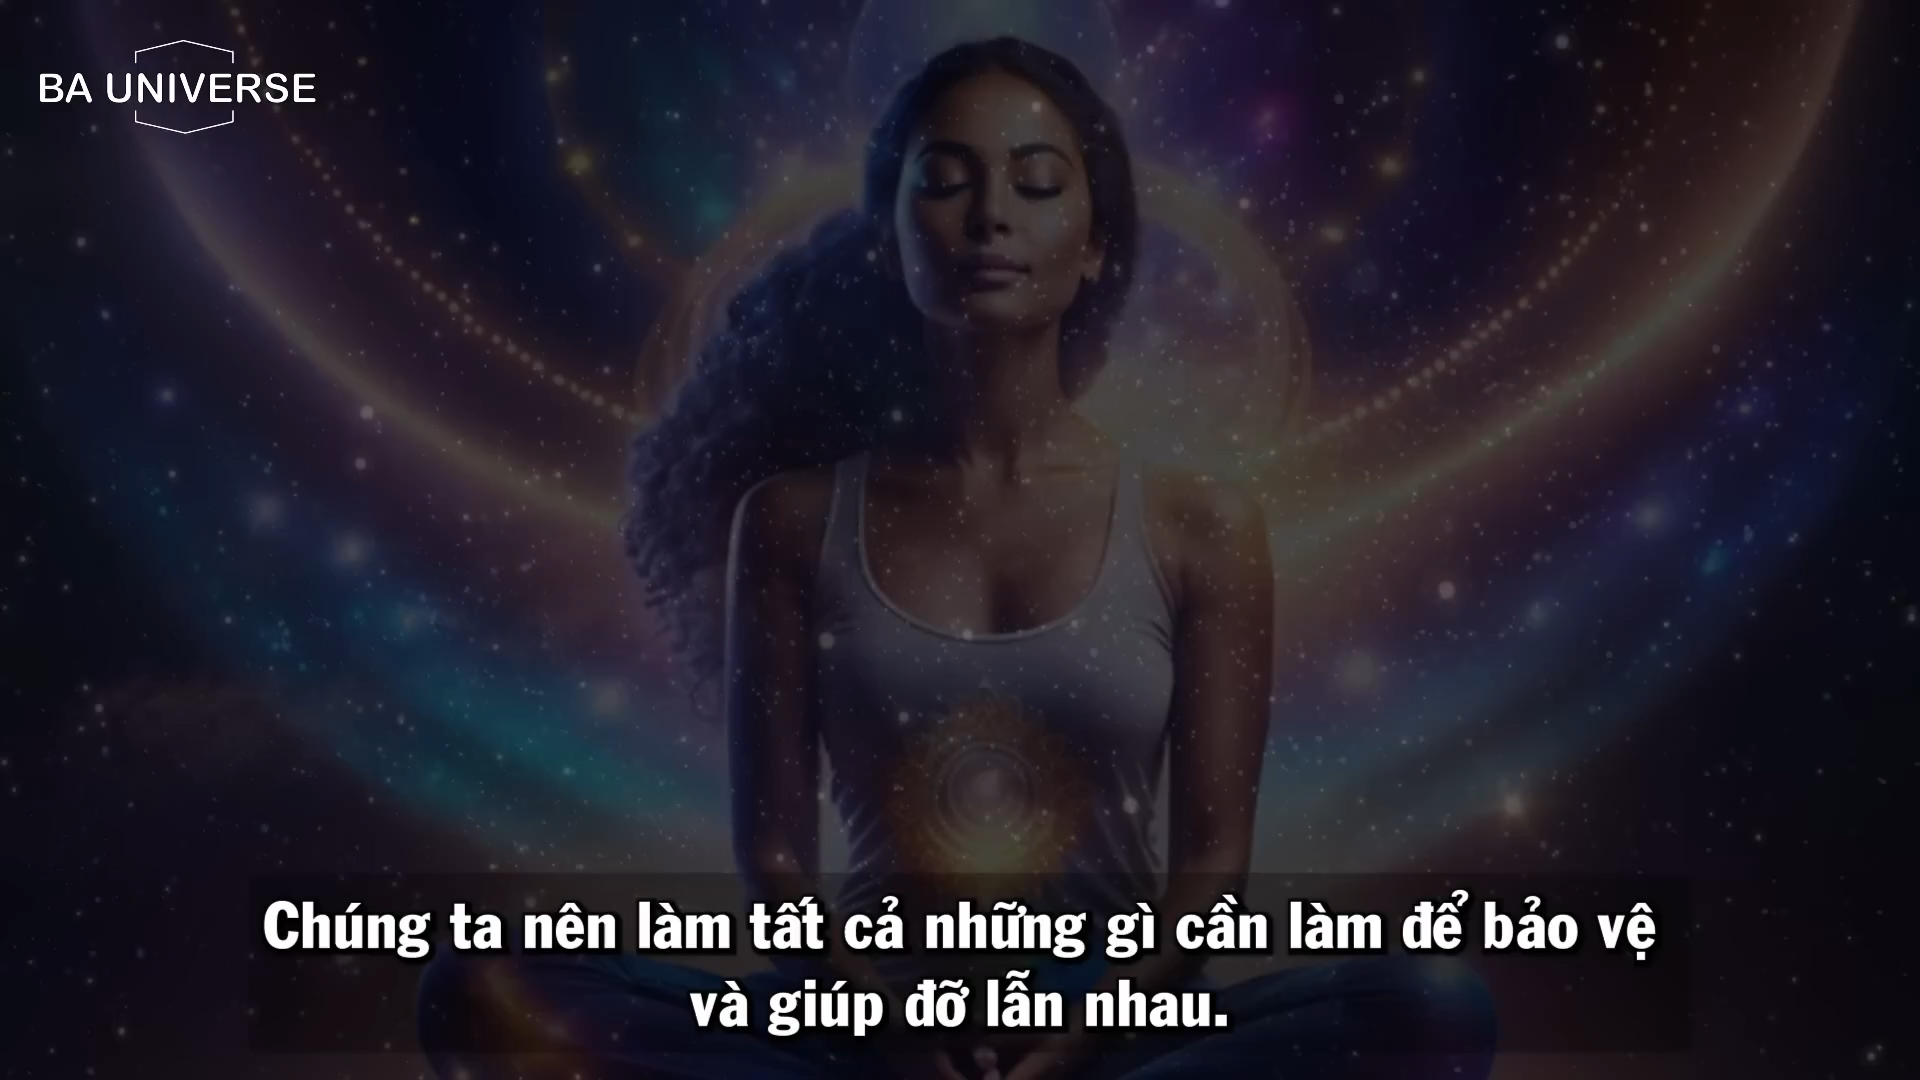 BA UNIVERSE
Chúng ta nên làm tất cả những gì cần làm để bảo vệ
và giúp đỡ lẫn nhau.